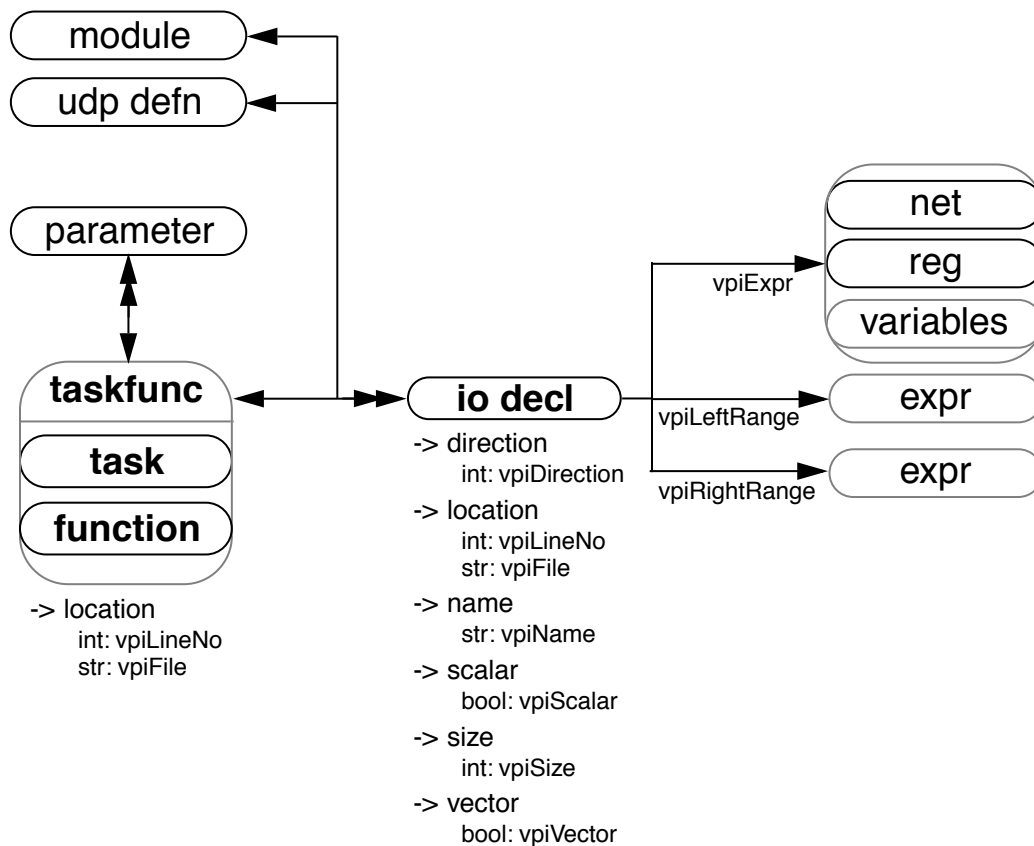 module
udp defn
parameter
taskfunc
task
function
-> location
int: vpiLineNo
str: vpiFile
io decl
-> direction
int: vpiDirection
-> location
int: vpiLineNo
str: vpiFile
-> name
str: vpiName
-> scalar
bool: vpiScalar
-> size
int: vpiSize
-> vector
bool: vpiVector
vpiExpr
net
reg
variables
vpiLeftRange
expr
vpiRightRange
expr